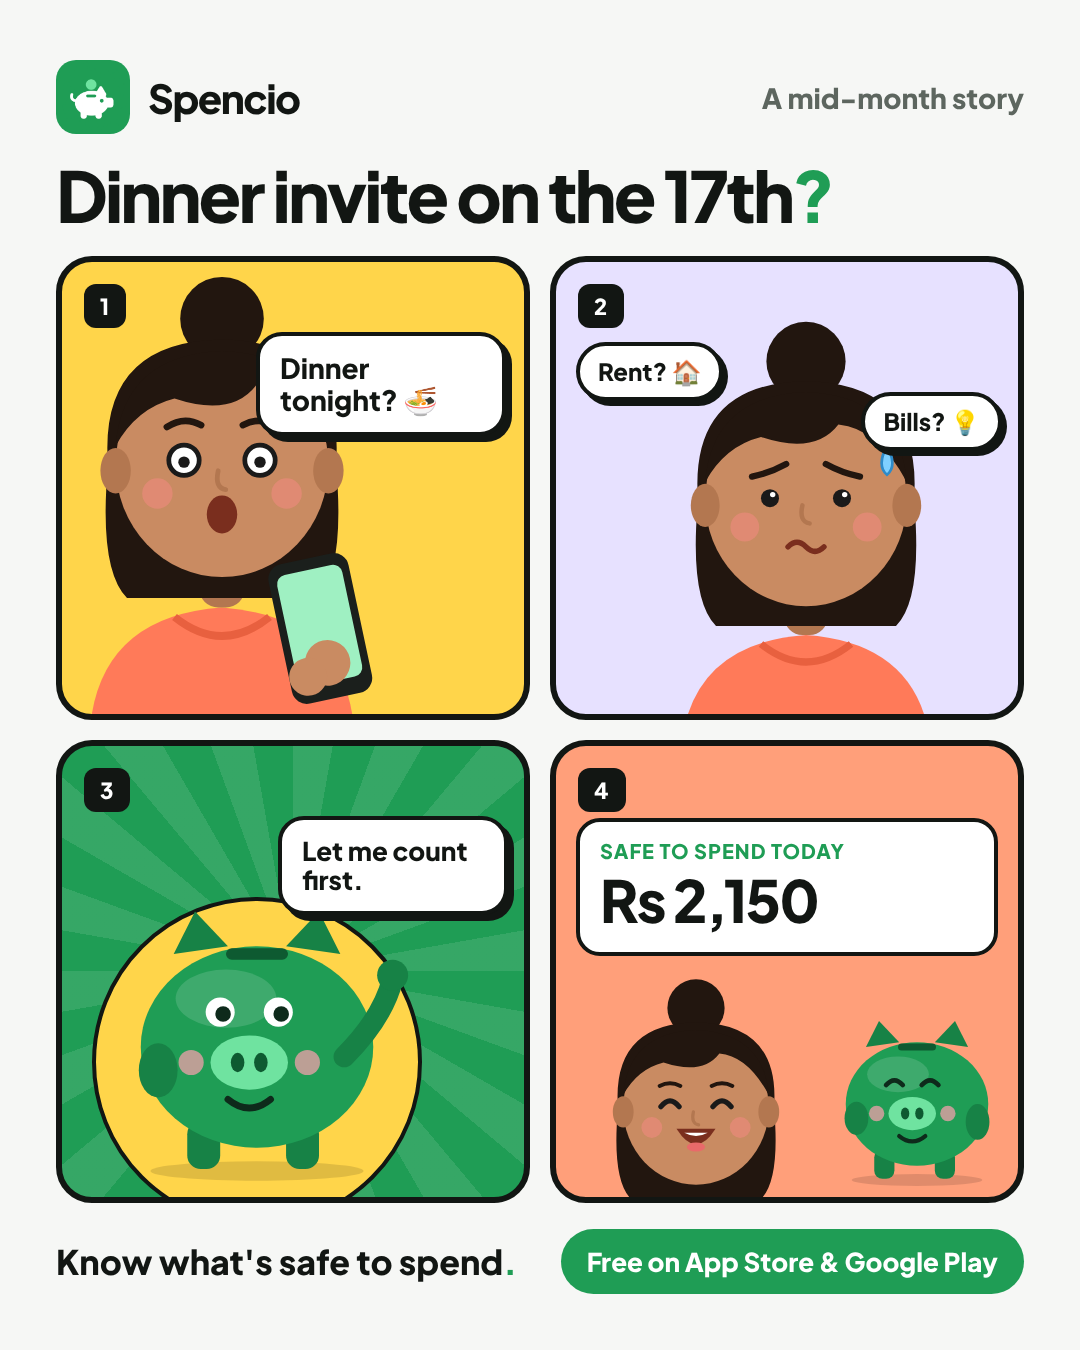 Spencio
A mid-month story
Dinner invite on the 17th?
1
Dinner
tonight? 🍜
2
Rent? 🏠
Bills? 💡
3
Let me count
first.
4
SAFE TO SPEND TODAY
Rs 2,150
Know what's safe to spend.
Free on App Store & Google Play